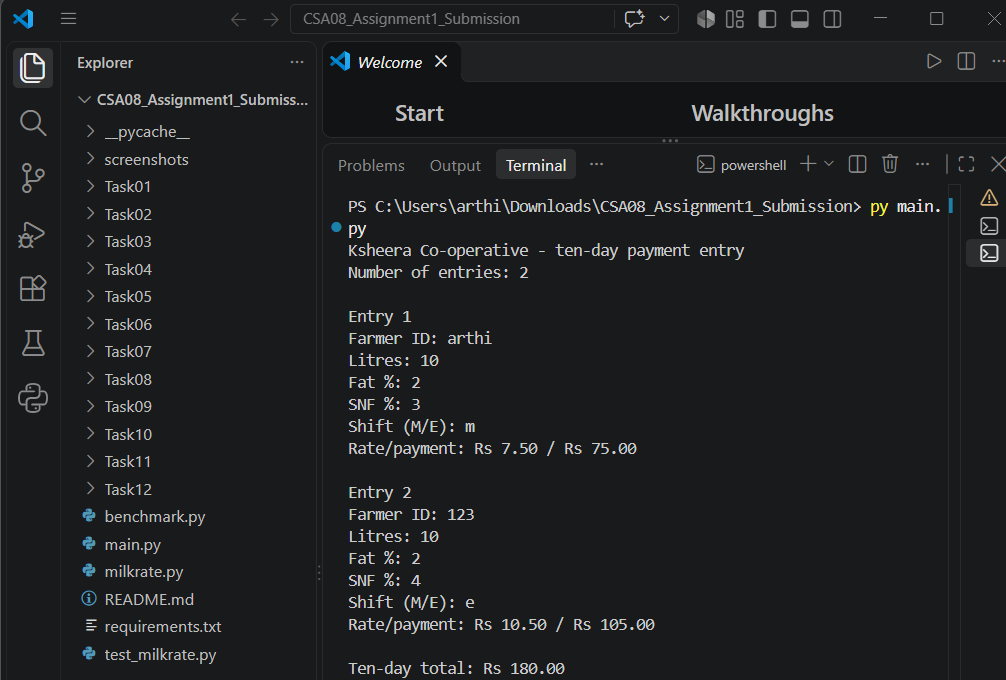 CSA08_Assignment1_Submission
Explorer
CSA08_Assignment1_Submiss...
__pycache__
screenshots
Task01
Task02
Task03
Task04
Task05
Task06
Task07
Task08
Task09
Task10
Task11
Task12
benchmark.py
main.py
milkrate.py
README.md
requirements.txt
test_milkrate.py
Welcome
Start
Walkthroughs
Problems Output Terminal
powershell
PS C:\Users\arthi\Downloads\CSA08_Assignment1_Submission> py main.
py
Ksheera Co-operative - ten-day payment entry
Number of entries: 2
Entry 1
Farmer ID: arthi
Litres: 10
Fat %: 2
SNF %: 3
Shift (M/E): m
Rate/payment: Rs 7.50 / Rs 75.00
Entry 2
Farmer ID: 123
Litres: 10
Fat %: 2
SNF %: 4
Shift (M/E): e
Rate/payment: Rs 10.50 / Rs 105.00
Ten-day total: Rs 180.00